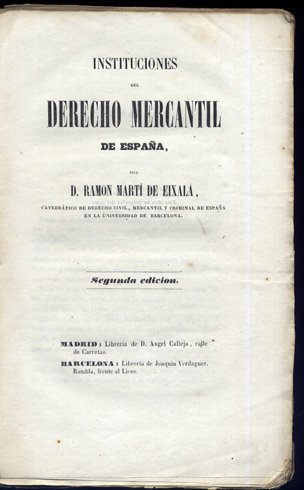 INSTITUCIONES
DEL
DERECHO MERCANTIL
DE ESPAÑA,
POR
D. RAMON MARTÍ DE EIXALÁ,
CATEDRÁTICO DE DERECHO CIVIL, MERCANTIL Y CRIMINAL DE ESPAÑA
EN LA UNIVERSIDAD DE BARCELONA.
Segunda edicion.
MADRID: Librería de D. Angel Calleja, calle
de Carretas.
BARCELONA: Librería de Joaquin Verdaguer,
Rambla, frente al Liceo.